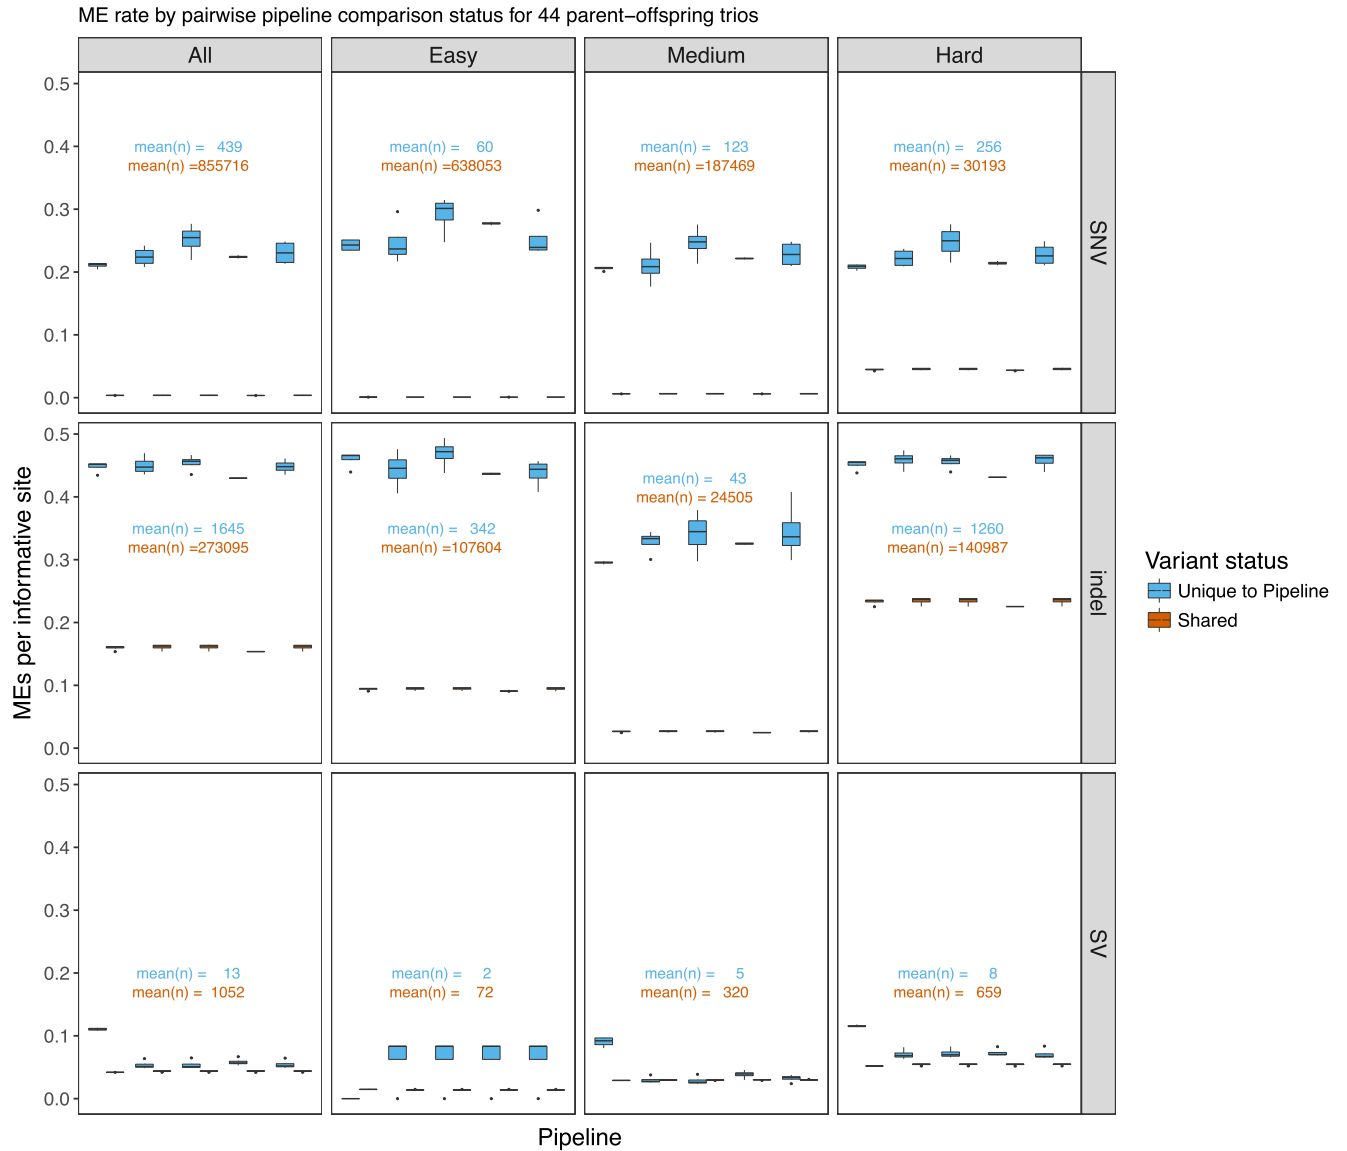 ME rate by pairwise pipeline comparison status for 44 parent−offspring trios
All Easy Medium Hard
0.5
0.4
0.3
0.2
0.1
0.0
mean(n) = 439
mean(n) =855716
mean(n) = 60
mean(n) =638053
mean(n) = 123
mean(n) =187469
mean(n) = 256
mean(n) = 30193
SNV
0.5
0.4
0.3
0.2
0.1
0.0
mean(n) = 1645
mean(n) =273095
mean(n) = 342
mean(n) =107604
mean(n) = 43
mean(n) = 24505
mean(n) = 1260
mean(n) =140987
indel
0.5
0.4
0.3
0.2
0.1
0.0
mean(n) = 13
mean(n) = 1052
mean(n) = 2
mean(n) = 72
mean(n) = 5
mean(n) = 320
mean(n) = 8
mean(n) = 659
SV
MEs per informative site
Pipeline
Variant status
Unique to Pipeline
Shared